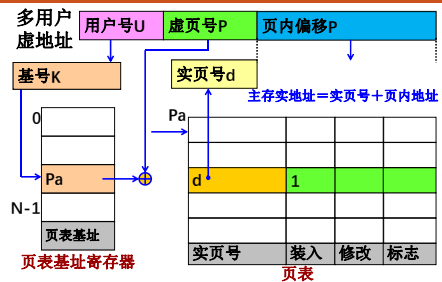 多用户
虚地址
用户号U 虚页号P 页内偏移P
基号K
实页号d
主存实地址＝实页号＋页内地址
0
Pa
Pa
d 1
N-1
页表基址
实页号 装入 修改 标志
页表基址寄存器
页表